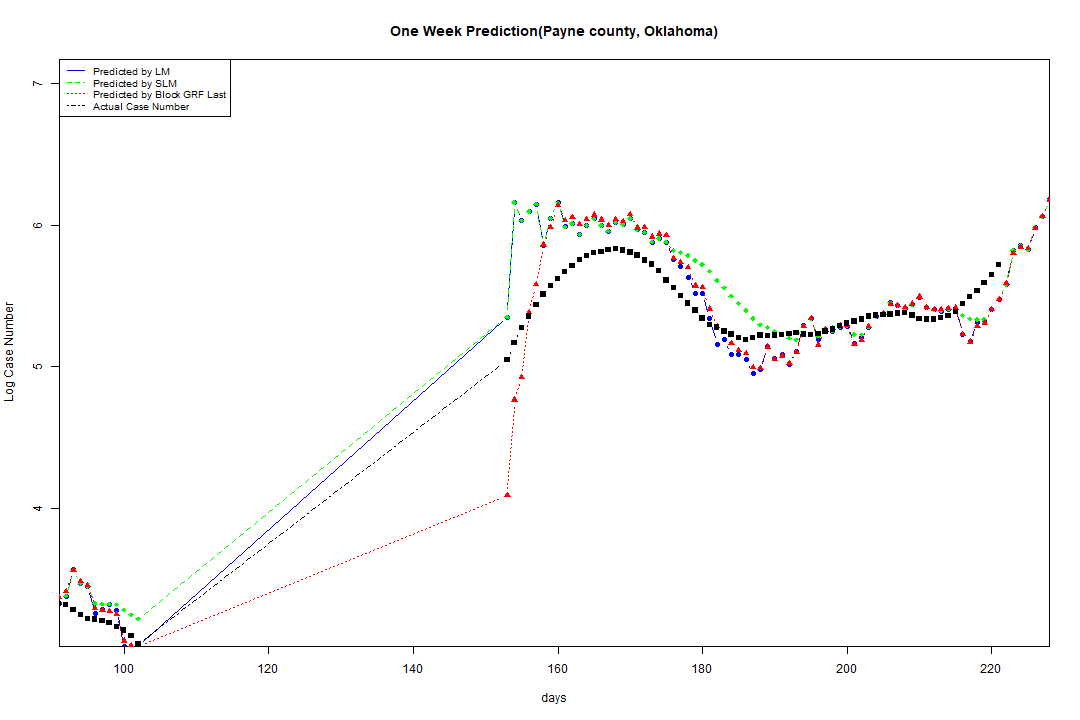 One Week Prediction(Payne county, Oklahoma)
Predicted by LM
Predicted by SLM
Predicted by Block GRF Last
Actual Case Number
7
6
5
4
Log Case Number
100 120 140 160 180 200 220
days